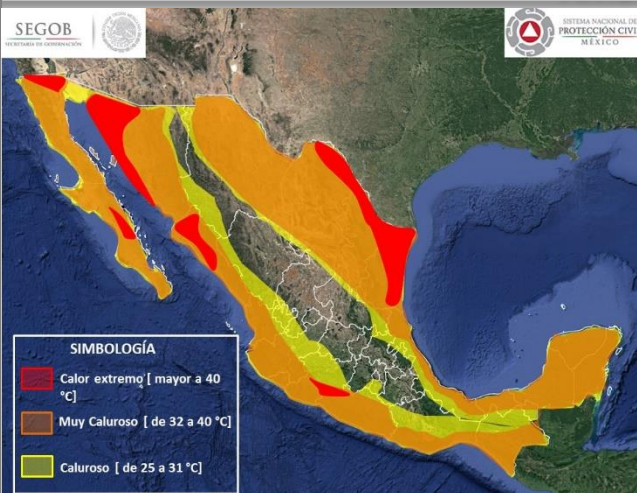 SEGOB
SECRETARÍA DE GOBERNACIÓN
SISTEMA NACIONAL DE
PROTECCIÓN CIVI
MÉXICO
SIMBOLOGÍA
Calor extremo [ mayor a 40
°C]
Muy Caluroso [ de 32 a 40 °C]
Caluroso [ de 25 a 31 °C]